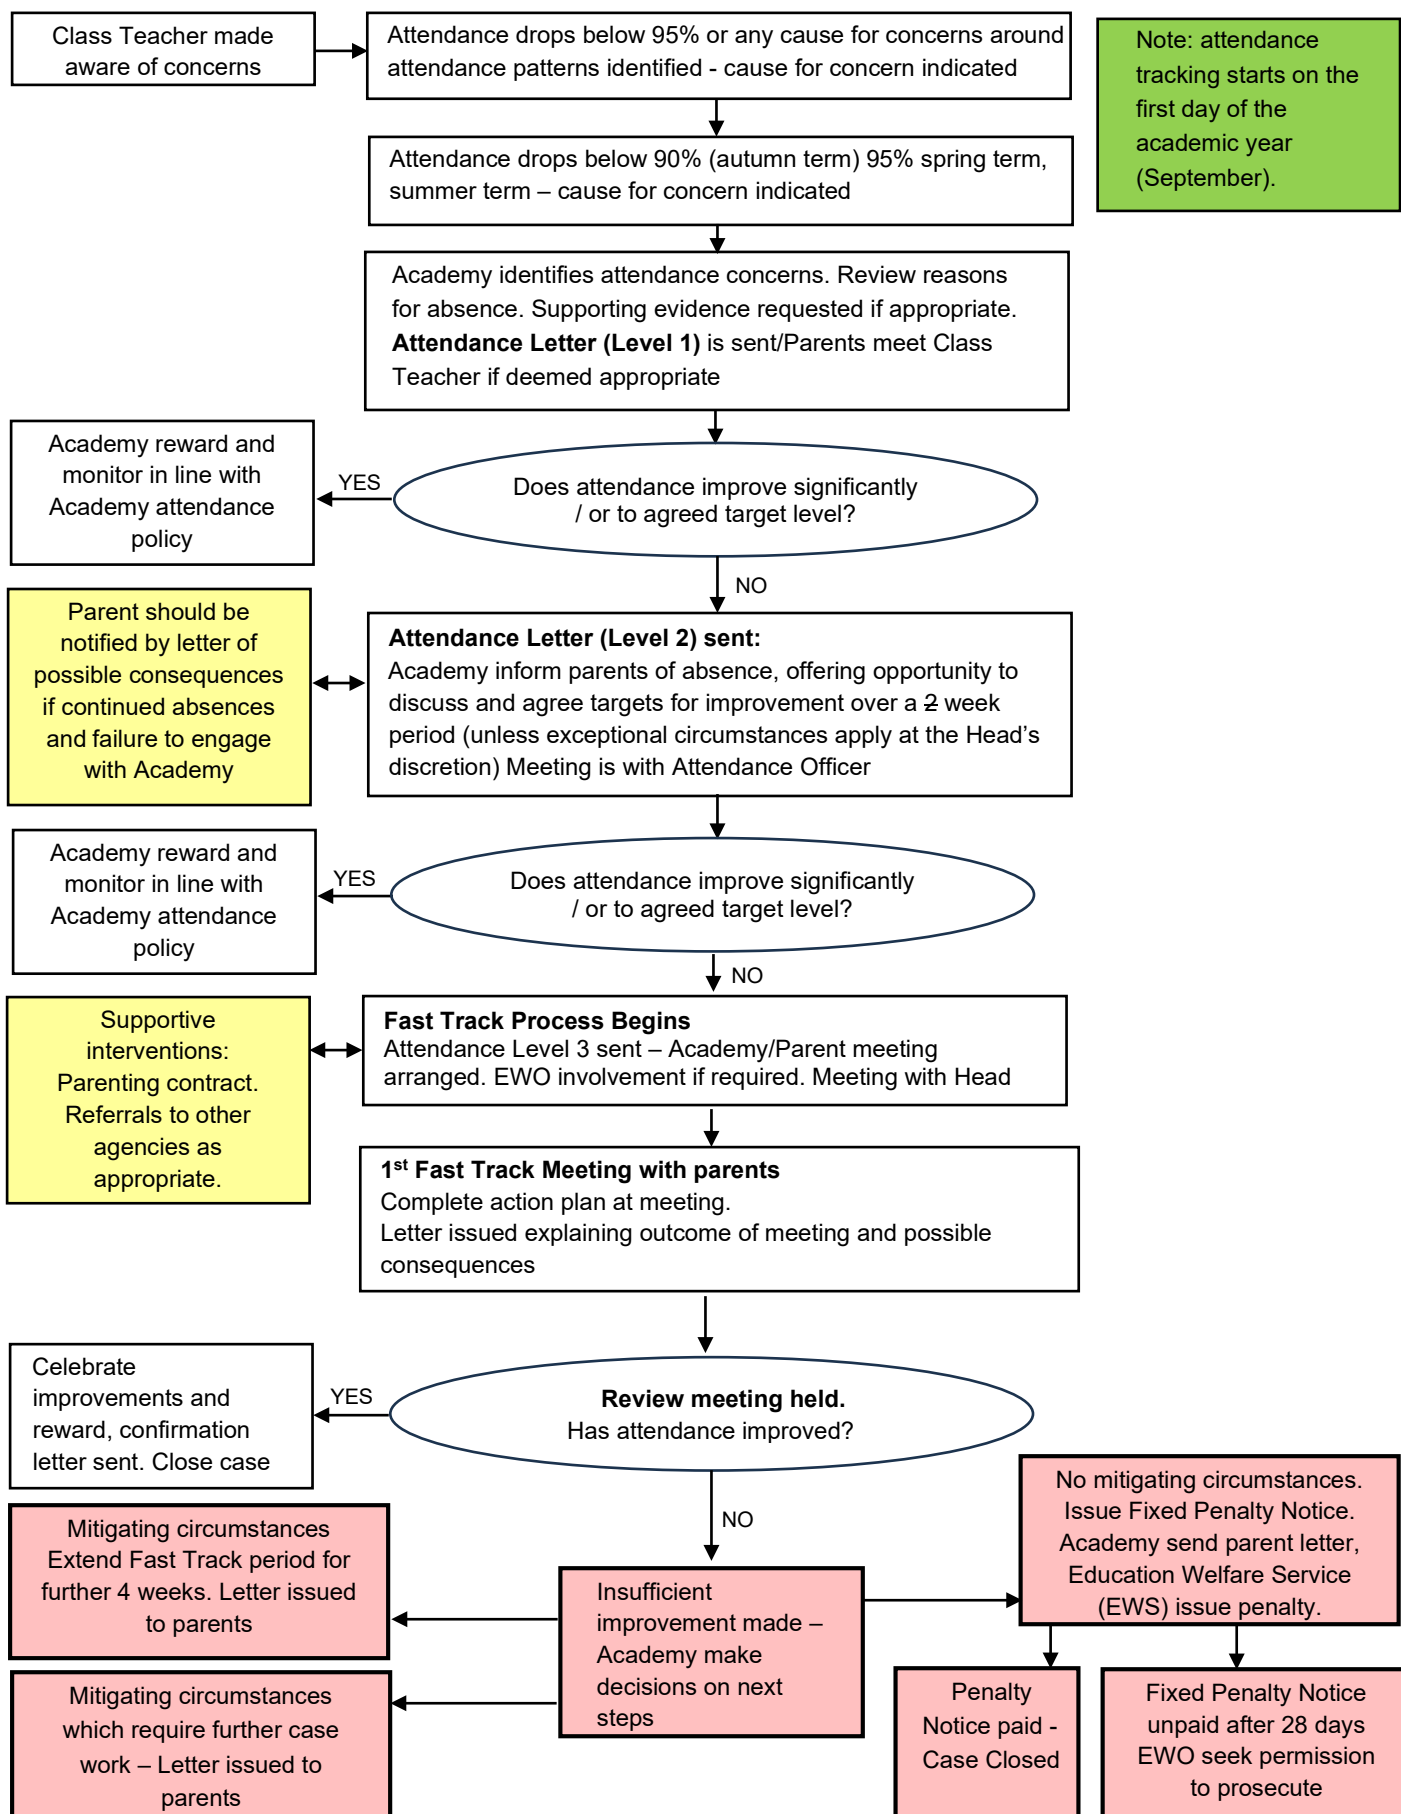 Class Teacher made
aware of concerns
Attendance drops below 95% or any cause for concerns around
attendance patterns identified - cause for concern indicated
Note: attendance
tracking starts on the
first day of the
academic year
(September).
Attendance drops below 90% (autumn term) 95% spring term,
summer term – cause for concern indicated
Academy identifies attendance concerns. Review reasons
for absence. Supporting evidence requested if appropriate.
Attendance Letter (Level 1) is sent/Parents meet Class
Teacher if deemed appropriate
Academy reward and
monitor in line with
Academy attendance
policy
YES
Does attendance improve significantly
/ or to agreed target level?
NO
Parent should be
notified by letter of
possible consequences
if continued absences
and failure to engage
with Academy
Attendance Letter (Level 2) sent:
Academy inform parents of absence, offering opportunity to
discuss and agree targets for improvement over a 2 week
period (unless exceptional circumstances apply at the Head's
discretion) Meeting is with Attendance Officer
Academy reward and
monitor in line with
Academy attendance
policy
YES
Does attendance improve significantly
/ or to agreed target level?
NO
Supportive
interventions:
Parenting contract.
Referrals to other
agencies as
appropriate.
Fast Track Process Begins
Attendance Level 3 sent – Academy/Parent meeting
arranged. EWO involvement if required. Meeting with Head
1st Fast Track Meeting with parents
Complete action plan at meeting.
Letter issued explaining outcome of meeting and possible
consequences
Celebrate
improvements and
reward, confirmation
letter sent. Close case
YES
Review meeting held.
Has attendance improved?
NO
Mitigating circumstances
Extend Fast Track period for
further 4 weeks. Letter issued
to parents
Mitigating circumstances
which require further case
work – Letter issued to
parents
Insufficient
improvement made –
Academy make
decisions on next
steps
No mitigating circumstances.
Issue Fixed Penalty Notice.
Academy send parent letter,
Education Welfare Service
(EWS) issue penalty.
Penalty
Notice paid -
Case Closed
Fixed Penalty Notice
unpaid after 28 days
EWO seek permission
to prosecute